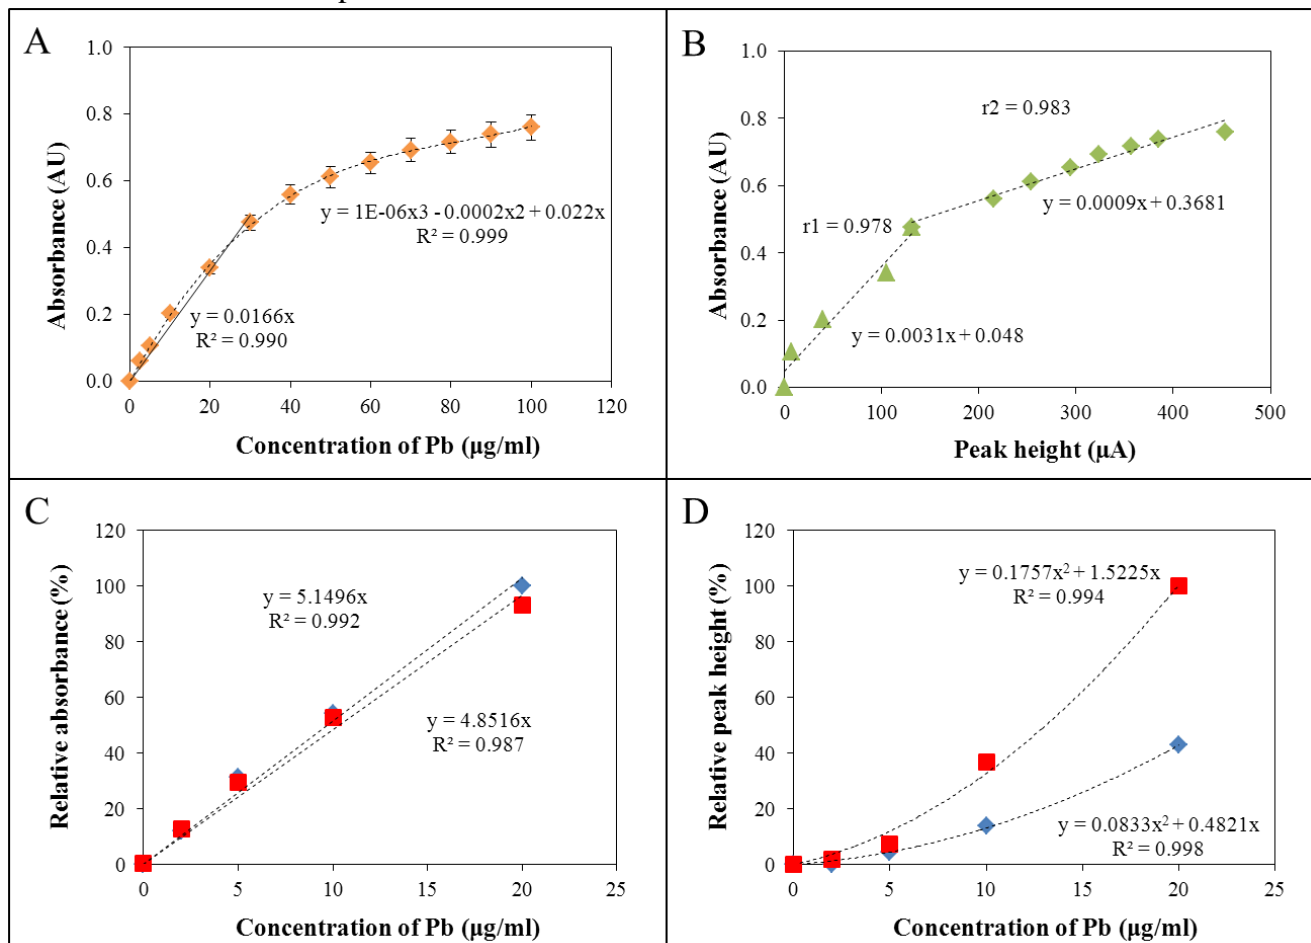 A
1.0
0.8
0.6
0.4
0.2
0.0
Absorbance (AU)
y = 1E-06x3 - 0.0002x2 + 0.022x
R² = 0.999
y = 0.0166x
R² = 0.990
0 20 40 60 80 100 120
Concentration of Pb (µg/ml)
B
1.0
0.8
0.6
0.4
0.2
0.0
Absorbance (AU)
r2 = 0.983
r1 = 0.978
y = 0.0009x + 0.3681
y = 0.0031x + 0.048
0 100 200 300 400 500
Peak height (µA)
C
120
100
80
60
40
20
0
Relative absorbance (%)
y = 5.1496x
R² = 0.992
y = 4.8516x
R² = 0.987
0 5 10 15 20 25
Concentration of Pb (µg/ml)
D
120
100
80
60
40
20
0
Relative peak height (%)
y = 0.1757x² + 1.5225x
R² = 0.994
y = 0.0833x² + 0.4821x
R² = 0.998
0 5 10 15 20 25
Concentration of Pb (µg/ml)